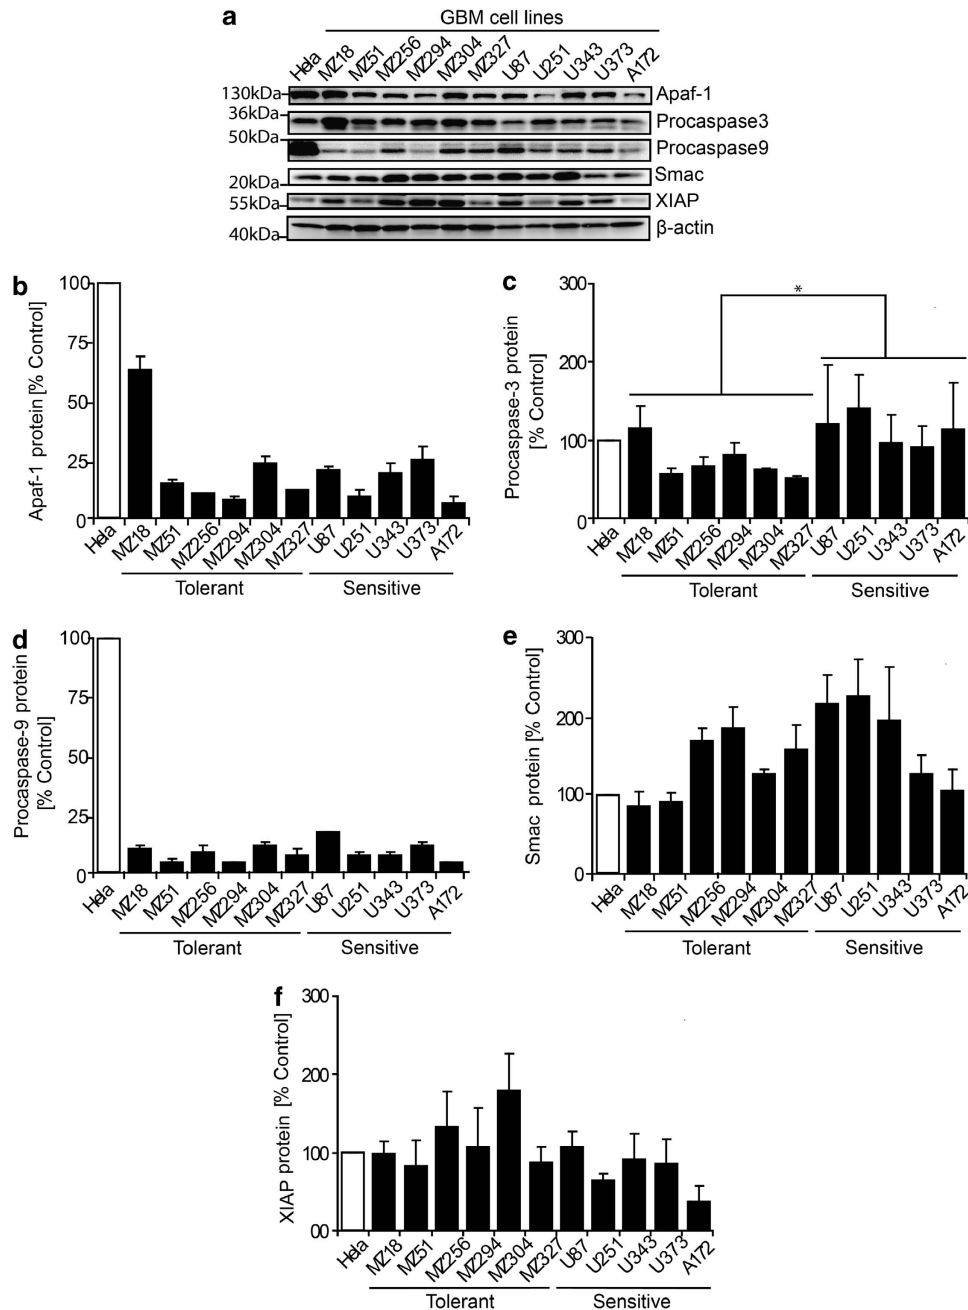 a
GBM cell lines
Hela MZ18 MZ51 MZ256 MZ294 MZ304 MZ327 U87 U251 U343 U373 A172
130kDa Apaf-1
36kDa Procaspase3
50kDa Procaspase9
20kDa Smac
55kDa XIAP
40kDa β-actin
b
Apaf-1 protein [% Control]
100
75
50
25
0
Hela MZ18 MZ51 MZ256 MZ294 MZ304 MZ327 U87 U251 U343 U373 A172
Tolerant Sensitive
c
Procaspase-3 protein
[% Control]
300
200
100
0
*
Hela MZ18 MZ51 MZ256 MZ294 MZ304 MZ327 U87 U251 U343 U373 A172
Tolerant Sensitive
d
Procaspase-9 protein
[% Control]
100
75
50
25
0
Hela MZ18 MZ51 MZ256 MZ294 MZ304 MZ327 U87 U251 U343 U373 A172
Tolerant Sensitive
e
Smac protein [% Control]
300
200
100
0
Hela MZ18 MZ51 MZ256 MZ294 MZ304 MZ327 U87 U251 U343 U373 A172
Tolerant Sensitive
f
XIAP protein [% Control]
300
200
100
00
Hela MZ18 MZ51 MZ256 MZ294 MZ304 MZ327 U87 U251 U343 U373 A172
Tolerant Sensitive